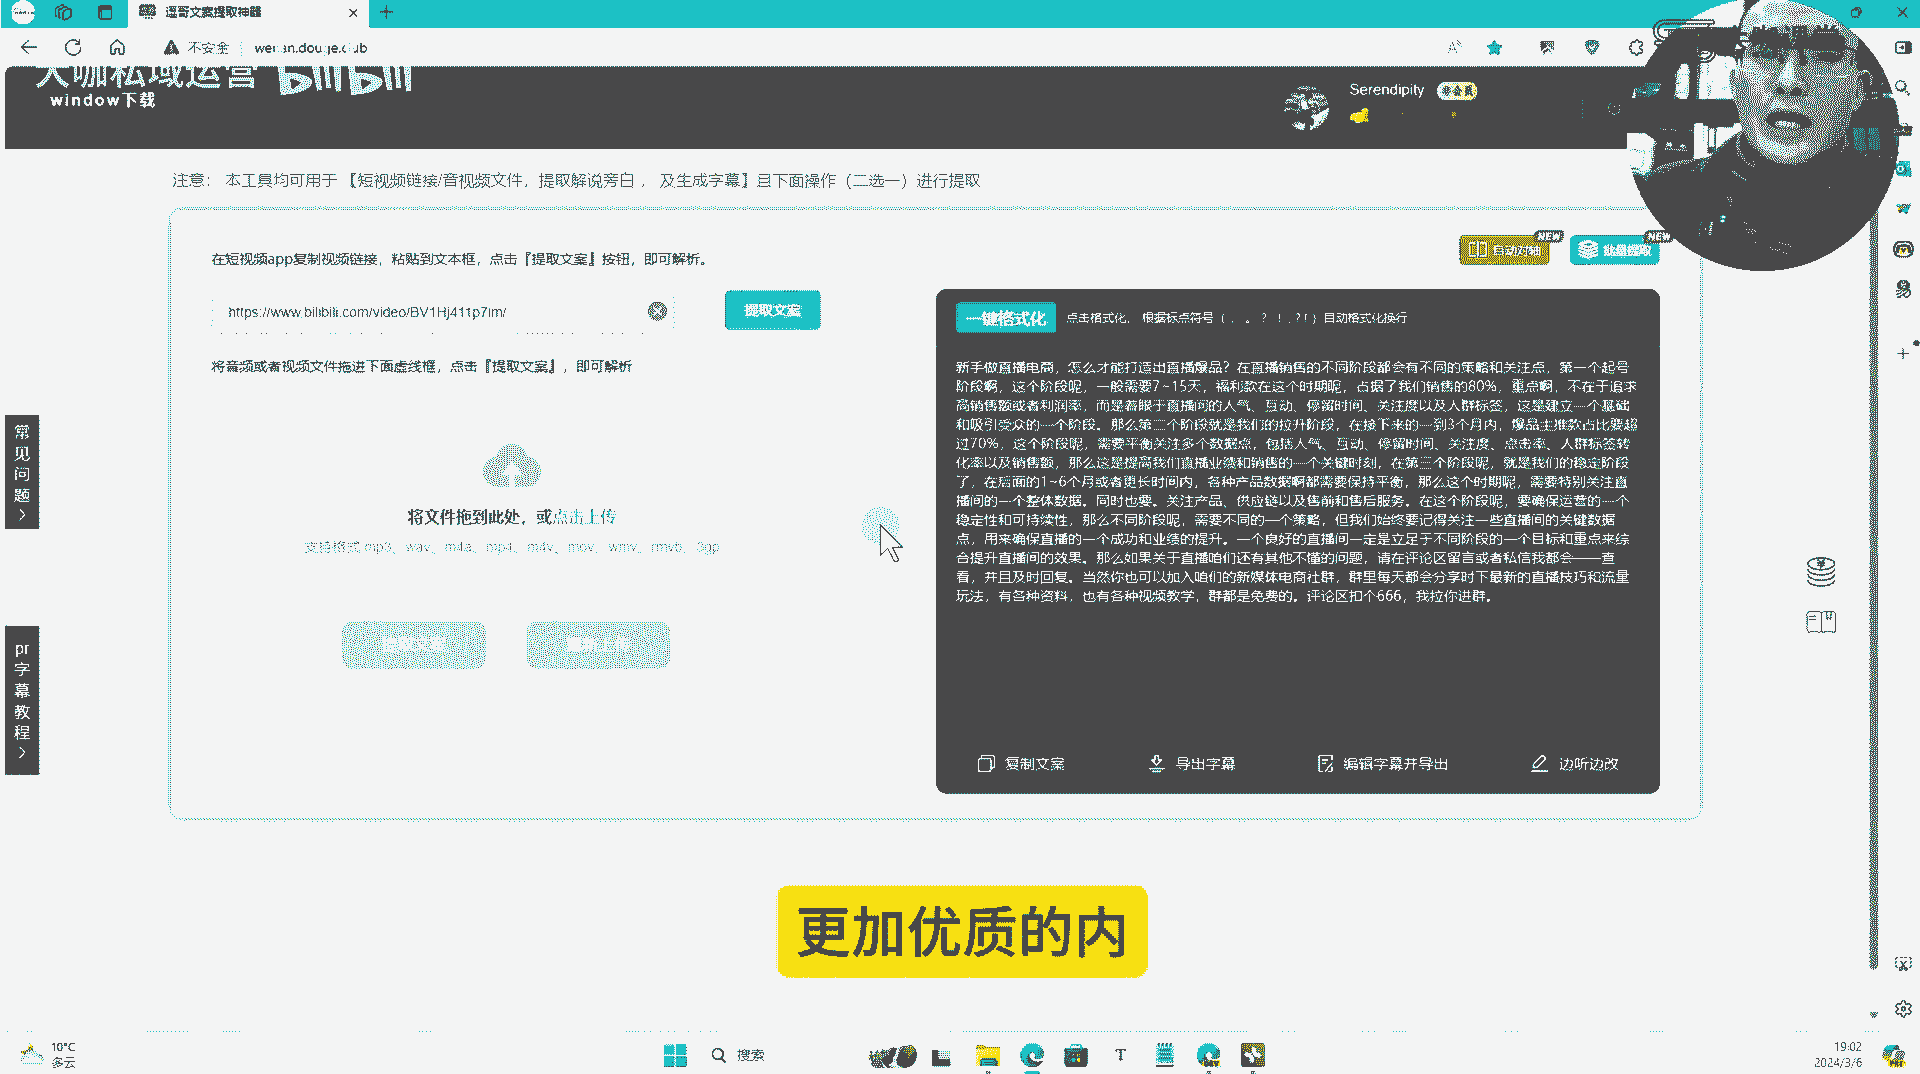 逗哥文案提取神器
不安全
大咖私域运营 bilibili
window下载
Serendipity
注意： 本工具均可用于 【短视频链接/音视频文件，提取解说旁白 ， 及生成字幕】且下面操作（二选一）进行提取
在短视频app复制视频链接，粘贴到文本框，点击『提取文案』按钮，即可解析。
NEW
批量提取 NEW
https://www.bilibili.com/video/BV1Hj411p7im/
提取文案
一键格式化 点击格式化， 根据标点符号（ ， 。 ？ ！ . ? ! ）自动格式化换行
将音频或者视频文件拖进下面虚线框，点击『提取文案』，即可解析
新手做直播电商，怎么才能打造出直播爆品？在直播销售的不同阶段都会有不同的策略和关注点，第一个起号
阶段啊，这个阶段呢，一般需要7~15天，福利款在这个时期呢，占据了我们销售的80%，重点啊，不在于追求
高销售额或者利润率，而是着眼于直播间的人气、互动、停留时间、关注度以及人群标签，这是建立一个基础
和吸引受众的一个阶段。那么第二个阶段就是我们的拉升阶段，在接下来的一到3个月内，爆品主推款占比要超
过70%，这个阶段呢，需要平衡关注多个数据点，包括人气、互动、停留时间、关注度、点击率、人群标签转
化率以及销售额，那么这是提高我们直播业绩和销售的一个关键时刻，在第三个阶段呢，就是我们的稳定阶段
了，在后面的1~6个月或者更长时间内，各种产品数据啊都需要保持平衡，那么这个时期呢，需要特别关注直
播间的一个整体数据。同时也要。关注产品、供应链以及售前和售后服务。在这个阶段呢，要确保运营的一个
稳定性和可持续性，那么不同阶段呢，需要不同的一个策略，但我们始终要记得关注一些直播间的关键数据
点，用来确保直播的一个成功和业绩的提升。一个良好的直播间一定是立足于不同阶段的一个目标和重点来综
合提升直播间的效果。那么如果关于直播咱们还有其他不懂的问题，请在评论区留言或者私信我都会一一查
看，并且及时回复。当然你也可以加入咱们的新媒体电商社群，群里每天都会分享时下最新的直播技巧和流量
玩法，有各种资料，也有各种视频教学，群都是免费的。评论区扣个666，我拉你进群。
常见问题
将文件拖到此处，或点击上传
支持格式:mp3、wav、m4a、mp4、m4v、mov、wmv、rmvb、3gp
pr字幕教程
复制文案
导出字幕
编辑字幕并导出
边听边改
更加优质的内
10°C
多云
搜索
19:02
2024/3/6